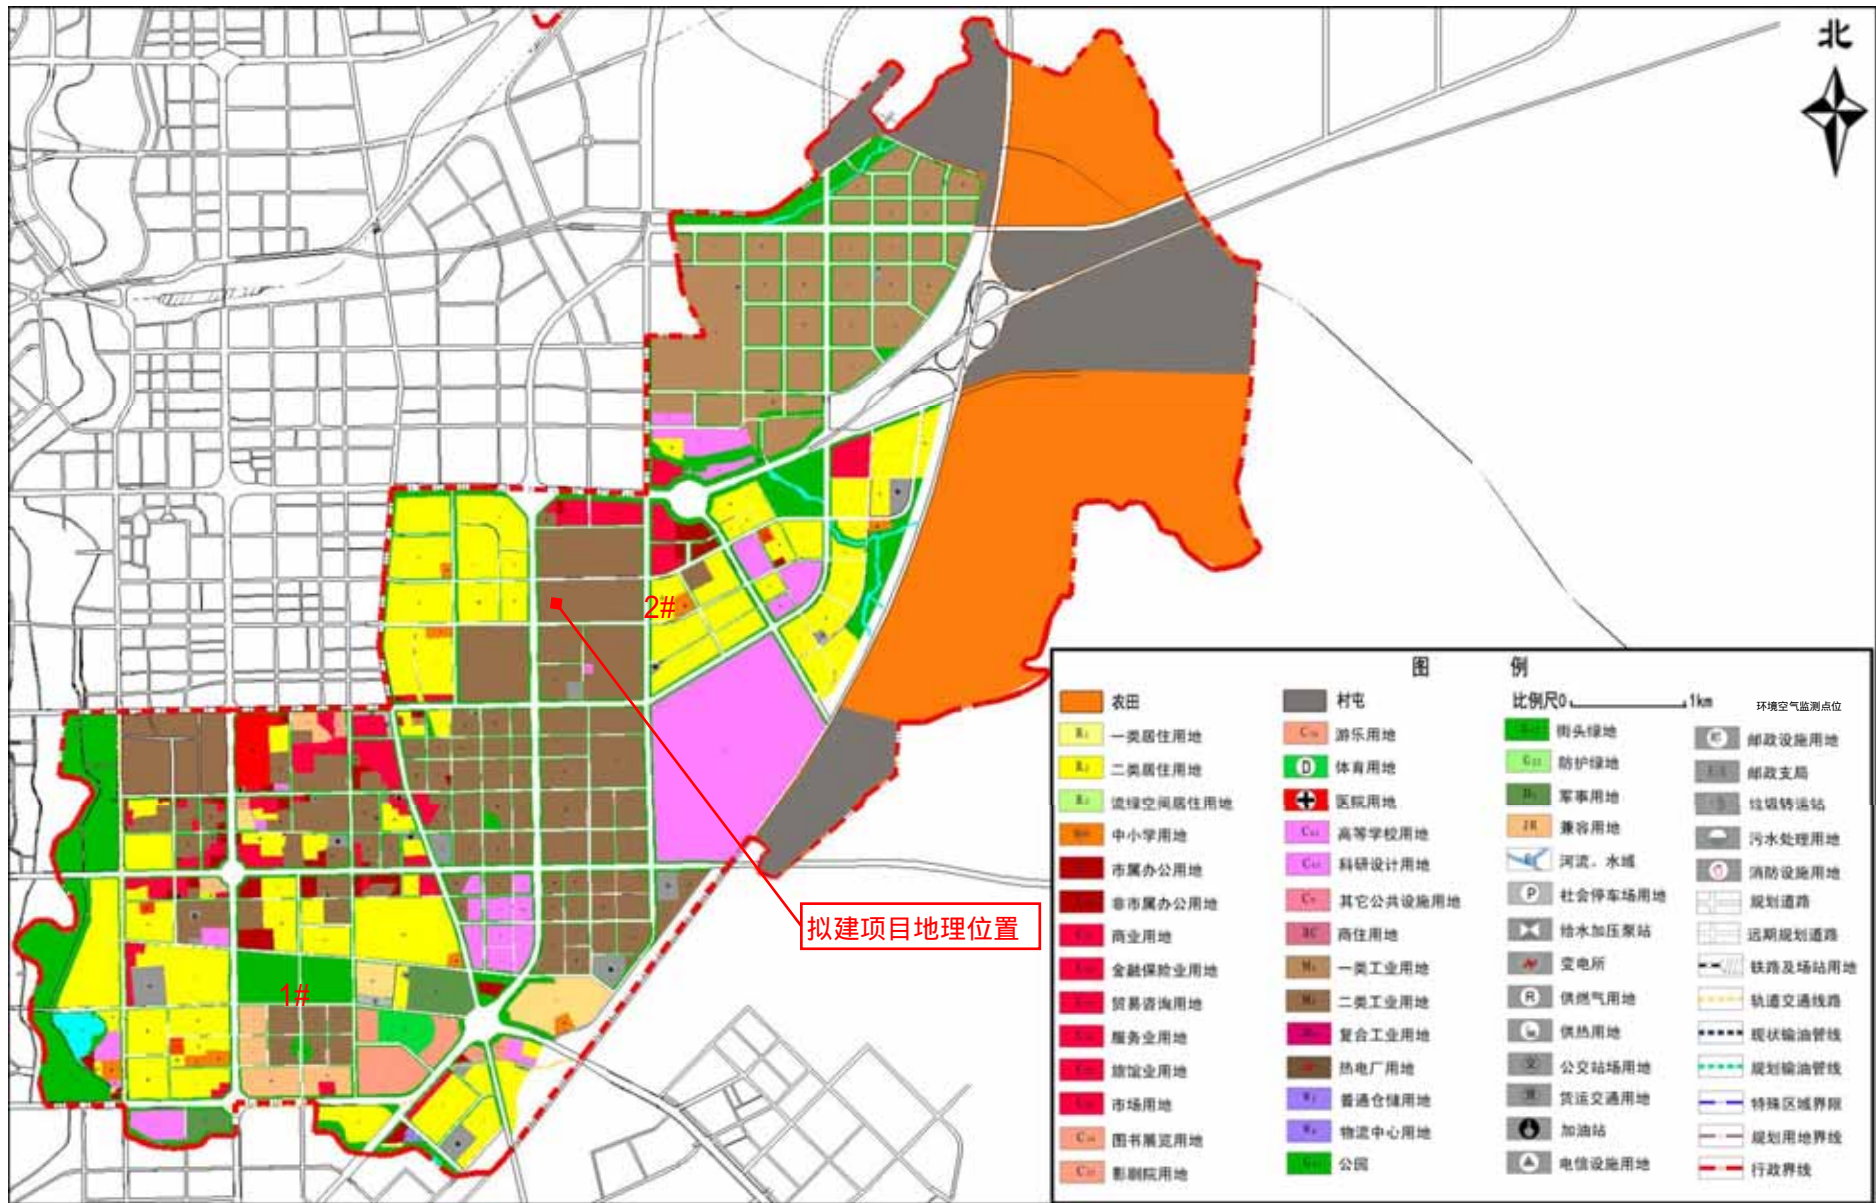 北
2#
1#
拟建项目地理位置
图 例
农田
R₁ 一类居住用地
R₂ 二类居住用地
流绿空间居住用地
中小学用地
市属办公用地
非市属办公用地
商业用地
金融保险业用地
贸易咨询用地
服务业用地
旅馆业用地
市场用地
图书展览用地
影剧院用地
村屯
游乐用地
D 体育用地
医院用地
高等学校用地
科研设计用地
其它公共设施用地
商住用地
一类工业用地
二类工业用地
复合工业用地
热电厂用地
普通仓储用地
物流中心用地
公园
比例尺0 1km
街头绿地
防护绿地
军事用地
兼容用地
河流、水域
P 社会停车场用地
给水加压泵站
变电所
R 供燃气用地
供热用地
公交站场用地
货运交通用地
加油站
电信设施用地
环境空气监测点位
邮政设施用地
邮政支局
垃圾转运站
污水处理用地
消防设施用地
规划道路
远期规划道路
铁路及场站用地
轨道交通线路
现状输油管线
规划输油管线
特殊区域界限
规划用地界线
行政界线